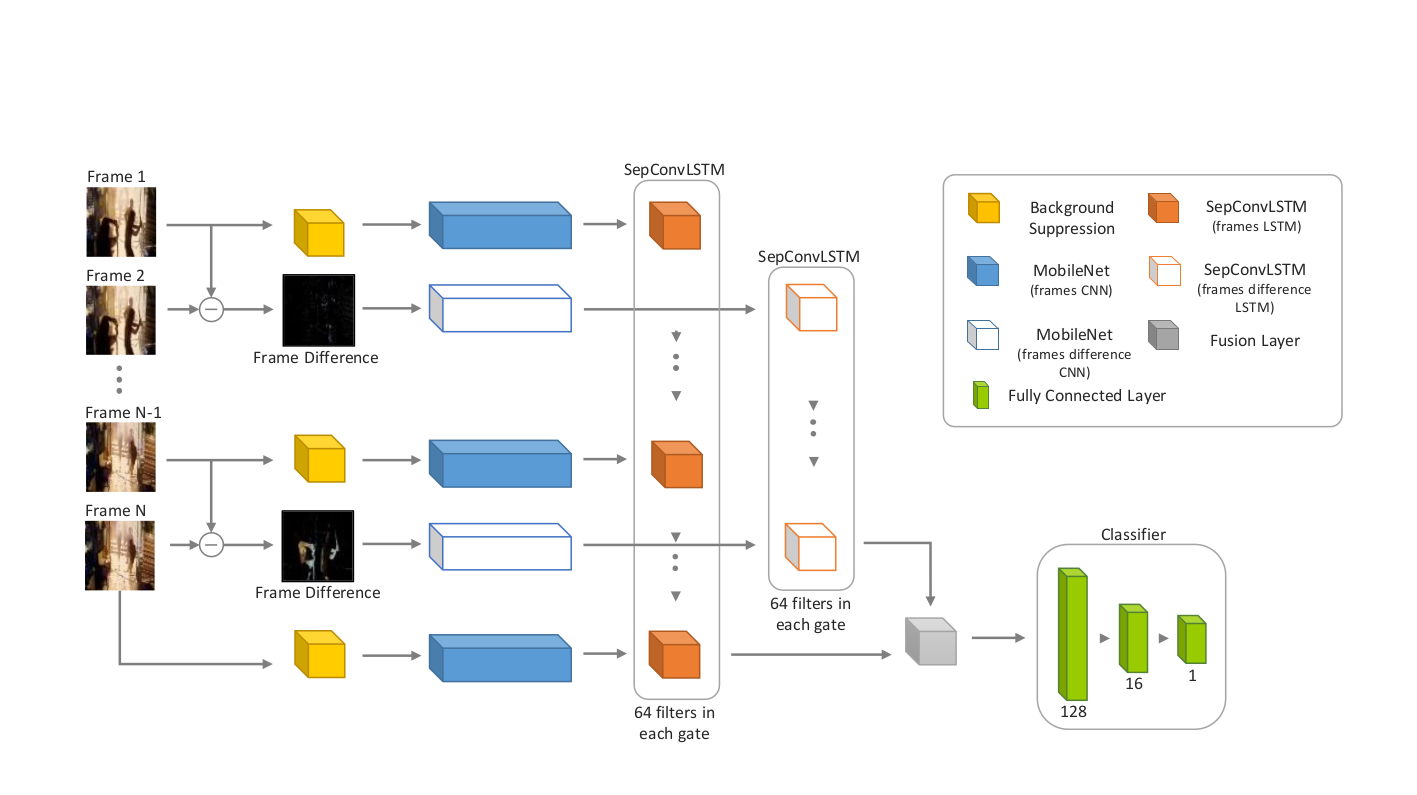 Frame 1
Frame 2
Frame Difference
Frame N-1
Frame N
Frame Difference
SepConvLSTM
64 filters in
each gate
SepConvLSTM
64 filters in
each gate
Background
Suppression
SepConvLSTM
(frames LSTM)
MobileNet
(frames CNN)
SepConvLSTM
(frames difference
LSTM)
MobileNet
(frames difference
CNN)
Fusion Layer
Fully Connected Layer
Classifier
128
16
1